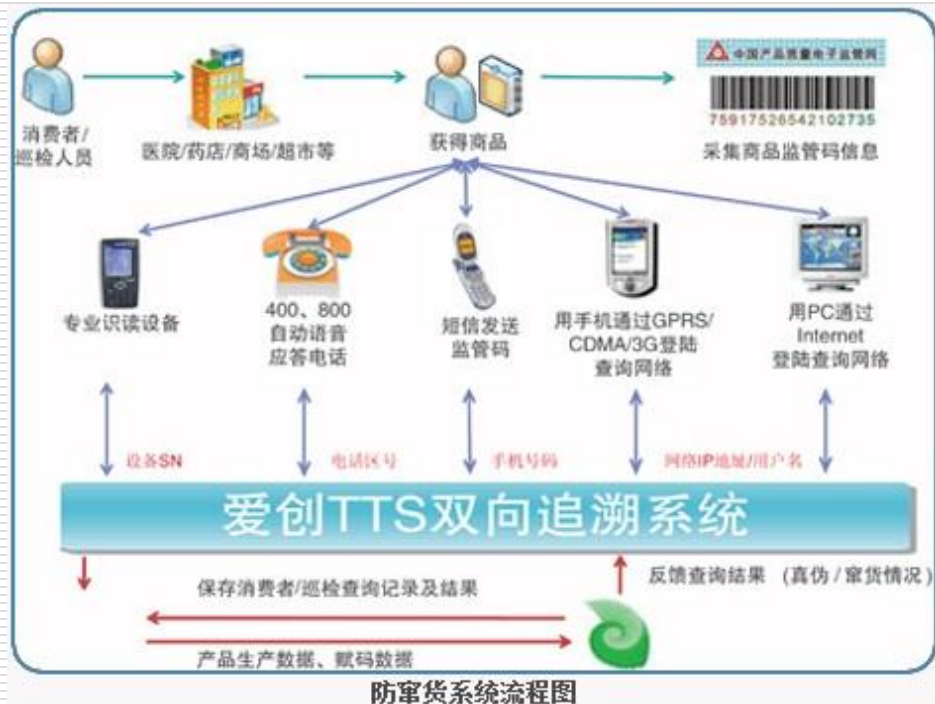 中国产品质量电子监管网
75917526542102735
消费者/
巡检人员
医院/药店/商场/超市等
获得商品
采集商品监管码信息
专业识读设备
400、800
自动语音
应答电话
短信发送
监管码
用手机通过GPRS/
CDMA/3G登陆
查询网络
用PC通过
Internet
登陆查询网络
设备SN
电话区号
手机号码
网络IP地址/用户名
爱创TTS双向追溯系统
保存消费者/巡检查询记录及结果
反馈查询结果 (真伪/窜货情况)
产品生产数据、赋码数据
防窜货系统流程图